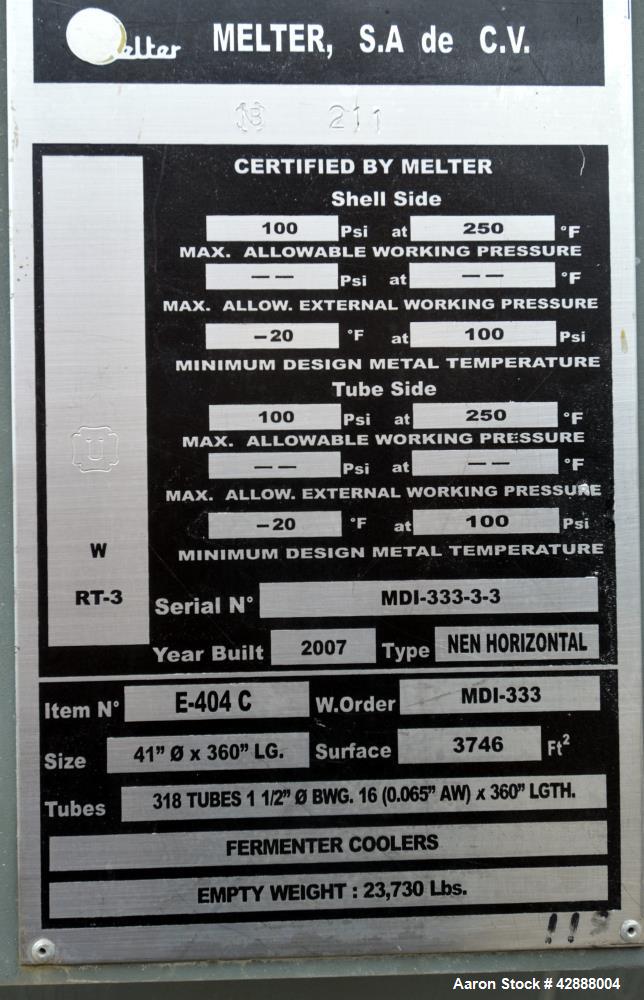 elter MELTER, S.A de C.V.
211
CERTIFIED BY MELTER
Shell Side
100 Psi at 250 °F
MAX. ALLOWABLE WORKING PRESSURE
-- Psi at -- °F
MAX. ALLOW. EXTERNAL WORKING PRESSURE
-20 °F at 100 Psi
MINIMUM DESIGN METAL TEMPERATURE
Tube Side
100 Psi at 250 °F
MAX. ALLOWABLE WORKING PRESSURE
-- Psi at -- °F
MAX. ALLOW. EXTERNAL WORKING PRESSURE
-20 °F at 100 Psi
MINIMUM DESIGN METAL TEMPERATURE
U
W
RT-3
Serial N° MDI-333-3-3
Year Built 2007 Type NEN HORIZONTAL
Item N° E-404 C W.Order MDI-333
Size 41” Ø x 360” LG. Surface 3746 Ft²
Tubes 318 TUBES 1 1/2” Ø BWG. 16 (0.065” AW) x 360” LGTH.
FERMENTER COOLERS
EMPTY WEIGHT : 23,730 Lbs.
Aaron Stock # 42888004